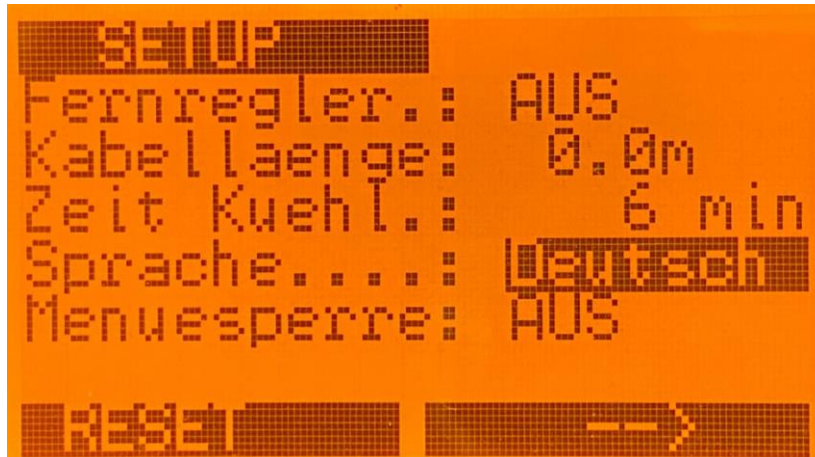 SETUP
Fernregler.: AUS
Kabellaenge: 0.0m
Zeit Kuehl.: 6 min
Sprache....: Deutsch
Menuesperre: AUS
RESET -->